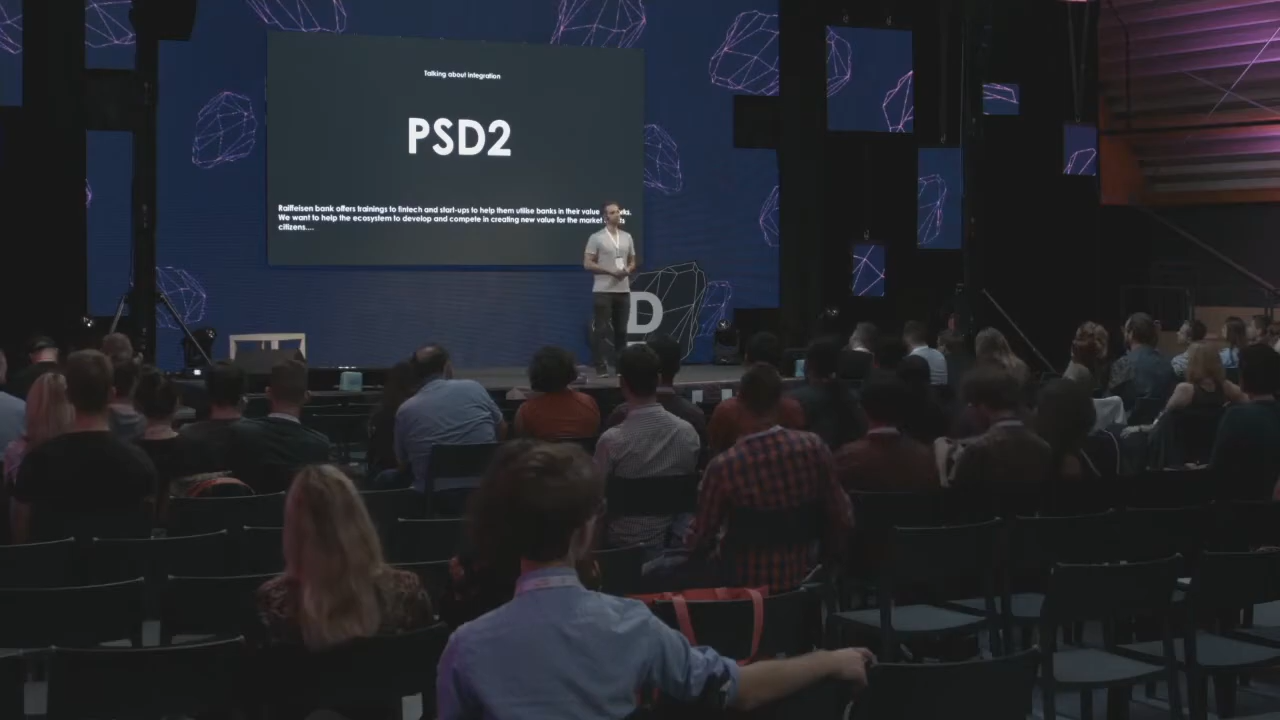 Talking about integration
PSD2
Raiffeisen bank offers trainings to fintech and start-ups to help them utilise banks in their value
We want to help the ecosystem to develop and compete in creating new value for the market
citizens....
D